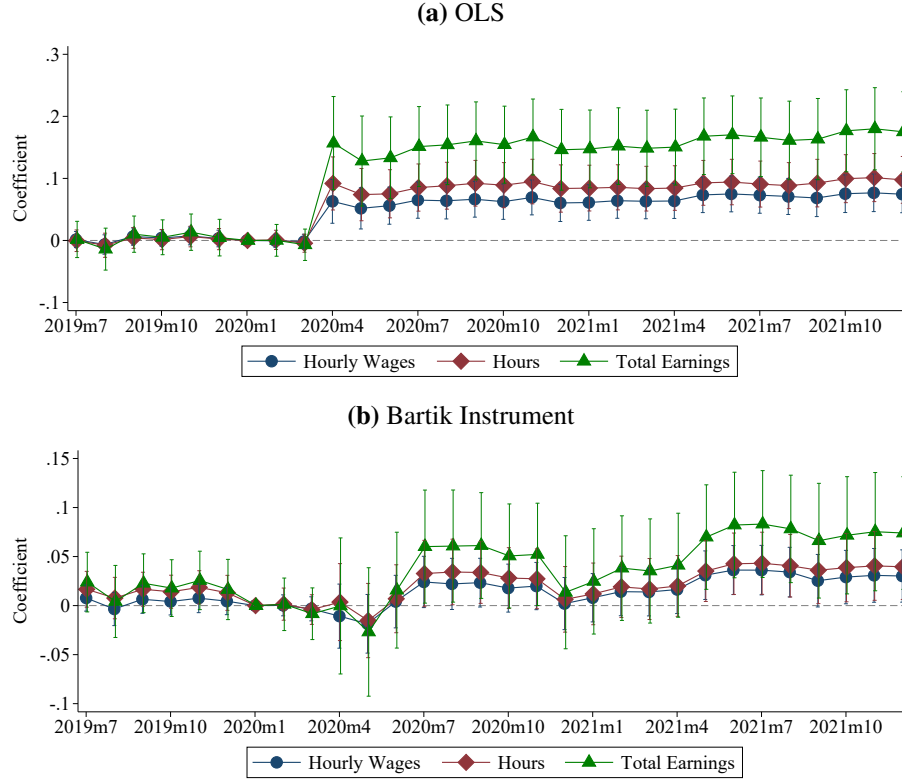 (a) OLS
.3
.2
.1
0
-.1
Coefficient
2019m7 2019m10 2020m1 2020m4 2020m7 2020m10 2021m1 2021m4 2021m7 2021m10
Hourly Wages Hours Total Earnings
(b) Bartik Instrument
.15
.1
.05
0
-.05
-.1
Coefficient
2019m7 2019m10 2020m1 2020m4 2020m7 2020m10 2021m1 2021m4 2021m7 2021m10
Hourly Wages Hours Total Earnings